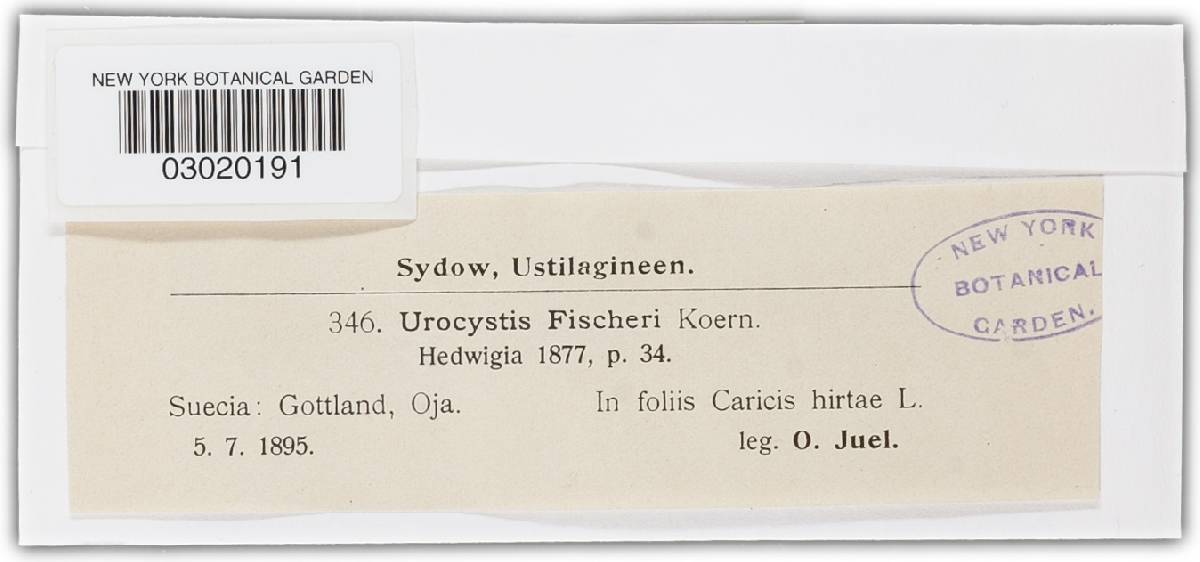 NEW YORK BOTANICAL GARDEN
03020191
Sydow, Ustilagineen.
346. Urocystis Fischeri Koern.
Hedwigia 1877, p. 34.
Suecia: Gottland, Oja.
In foliis Caricis hirtae L.
5. 7. 1895.
leg. O. Juel.
NEW YORK
BOTANICAL
GARDEN.